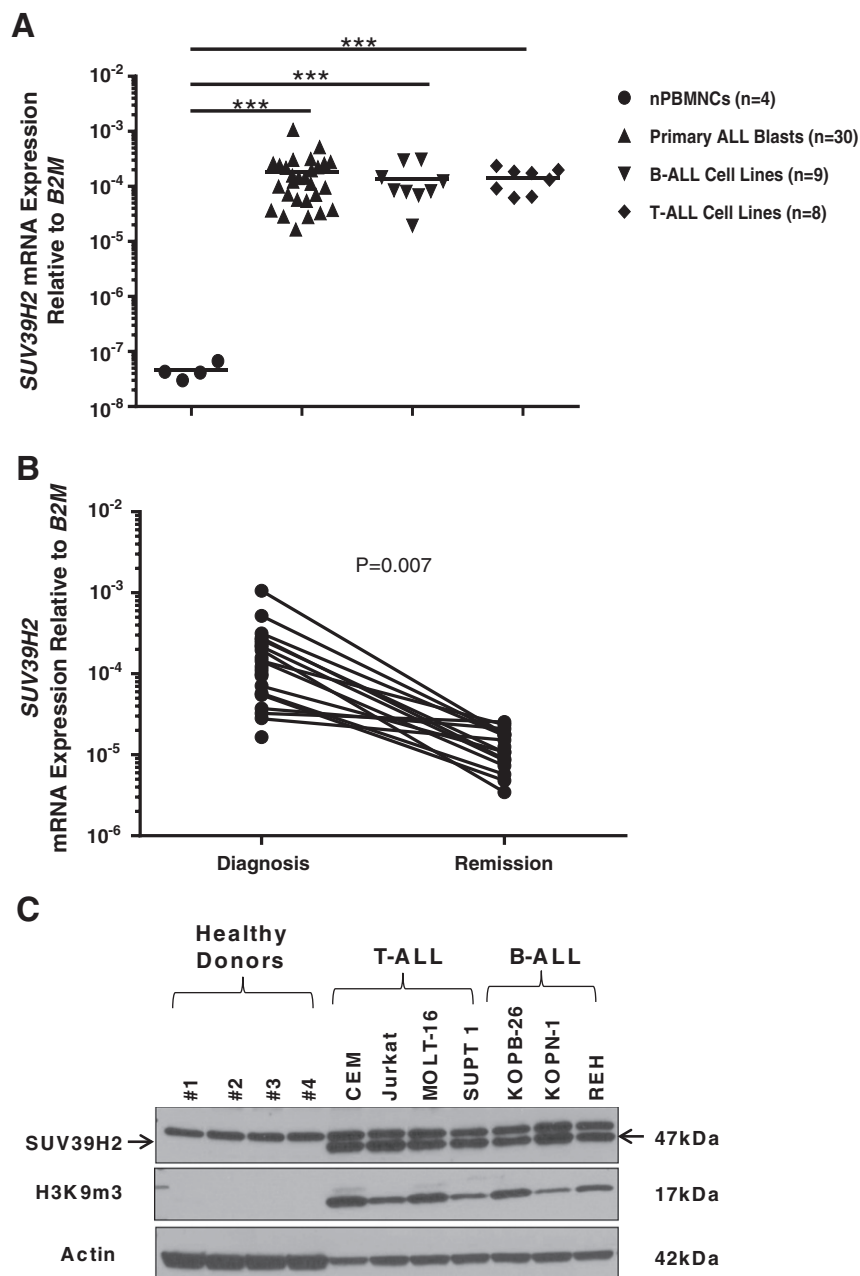 A
***
***
***
SUV39H2 mRNA Expression
Relative to B2M
10-2
10-3
10-4
10-5
10-6
10-7
10-8
nPBMNCs (n=4)
Primary ALL Blasts (n=30)
B-ALL Cell Lines (n=9)
T-ALL Cell Lines (n=8)
B
SUV39H2
mRNA Expression Relative to B2M
10-2
10-3
10-4
10-5
10-6
P=0.007
Diagnosis Remission
C
Healthy
Donors
T-ALL
B-ALL
#1 #2 #3 #4 CEM Jurkat MOLT-16 SUPT 1 KOPB-26 KOPN-1 REH
SUV39H2 47kDa
H3K9m3 17kDa
Actin 42kDa